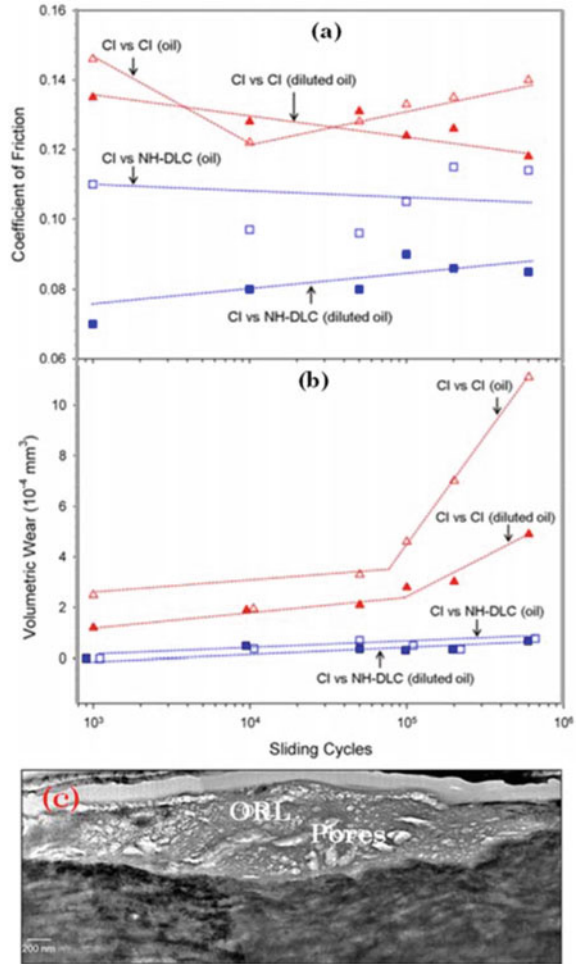 (a)
0.16
0.14
0.12
0.10
0.08
0.06
Coefficient of Friction
CI vs CI (oil)
CI vs CI (diluted oil)
CI vs NH-DLC (oil)
CI vs NH-DLC (diluted oil)
(b)
10
8
6
4
2
0
Volumetric Wear (10⁻⁴ mm³)
CI vs CI (oil)
CI vs CI (diluted oil)
CI vs NH-DLC (oil)
CI vs NH-DLC (diluted oil)
10³ 10⁴ 10⁵ 10⁶
Sliding Cycles
(c)
ORL
Pores
200 nm